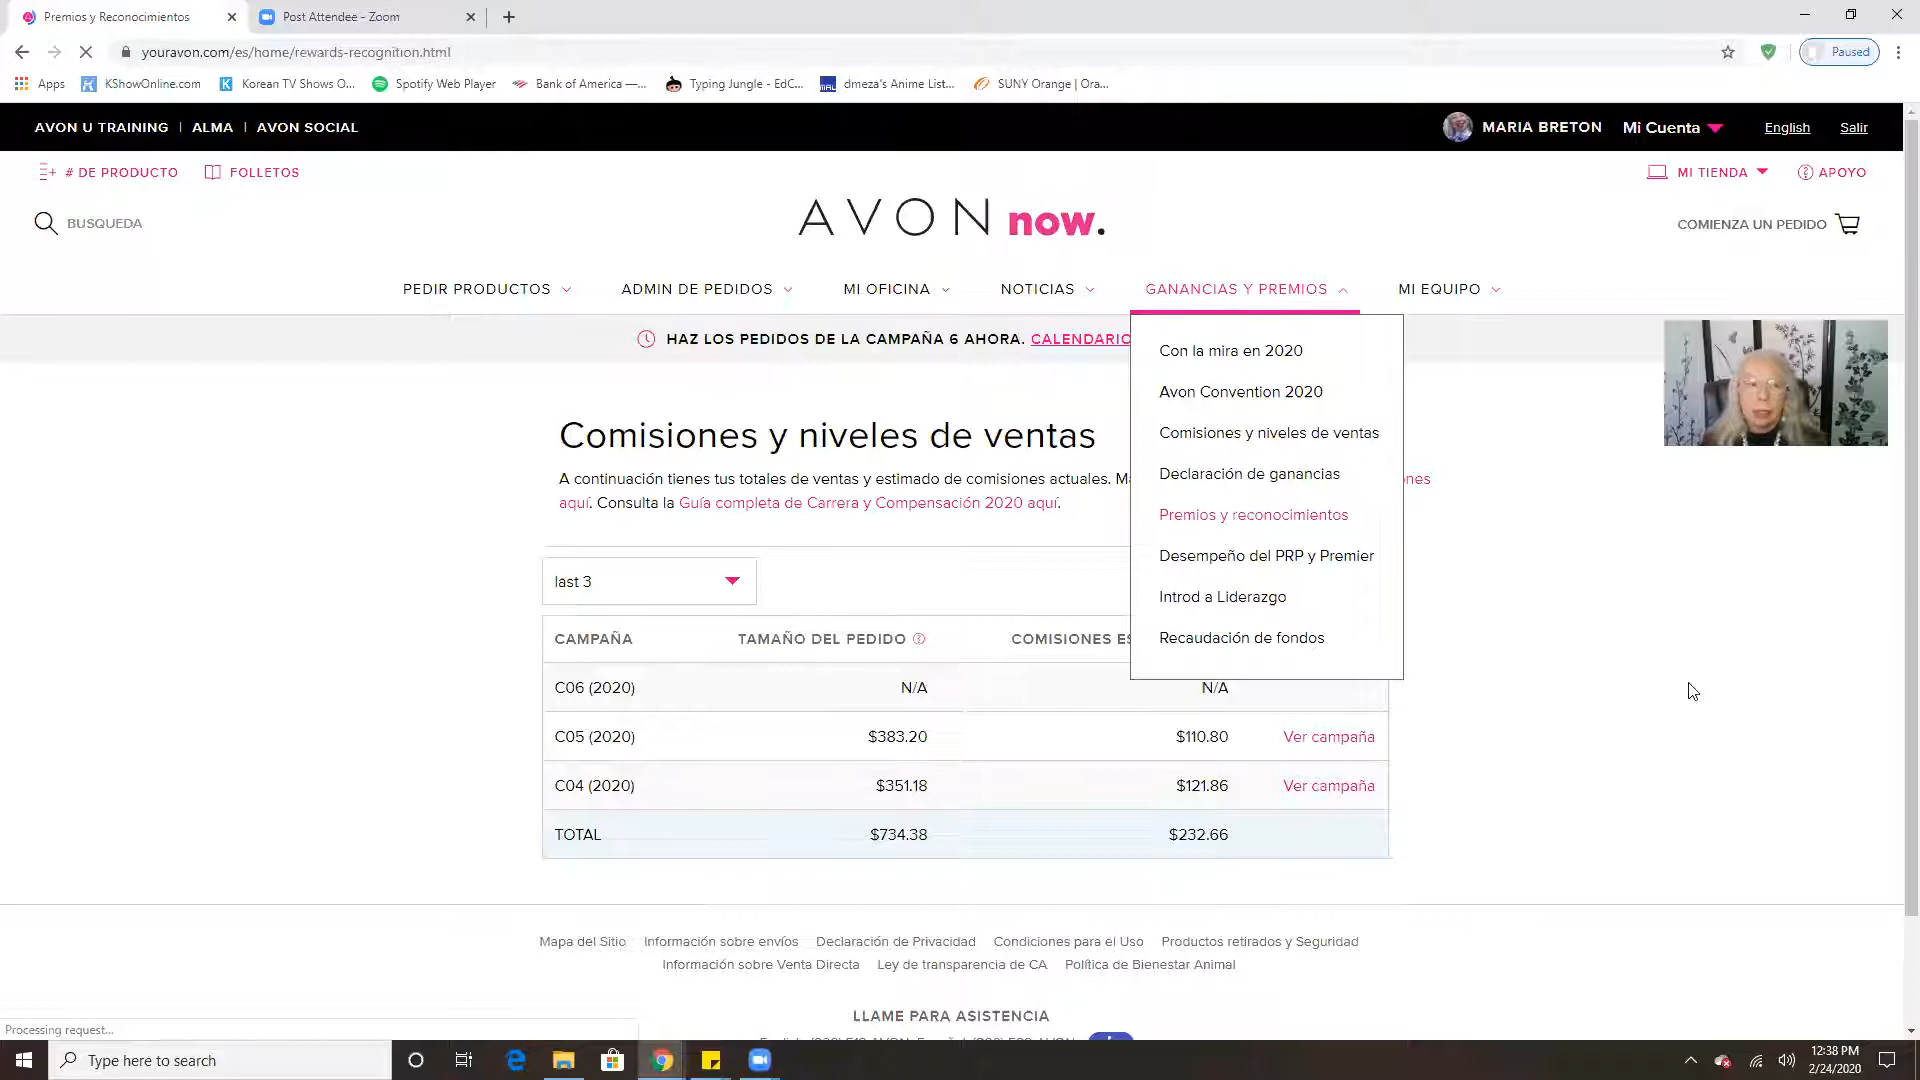 Premios y Reconocimientos
Post Attendee - Zoom
youravon.com/es/home/rewards-recognition.html
Paused
Apps
KShowOnline.com
Korean TV Shows O...
Spotify Web Player
Bank of America —...
Typing Jungle - EdC...
dmeza's Anime List...
SUNY Orange | Ora...
AVON U TRAINING | ALMA | AVON SOCIAL
MARIA BRETON
Mi Cuenta
English
Salir
# DE PRODUCTO
FOLLETOS
MI TIENDA
APOYO
BUSQUEDA
AVON now.
COMIENZA UN PEDIDO
PEDIR PRODUCTOS
ADMIN DE PEDIDOS
MI OFICINA
NOTICIAS
GANANCIAS Y PREMIOS
MI EQUIPO
HAZ LOS PEDIDOS DE LA CAMPAÑA 6 AHORA. CALENDARIO
Con la mira en 2020
Avon Convention 2020
Comisiones y niveles de ventas
Declaración de ganancias
Premios y reconocimientos
Desempeño del PRP y Premier
Introd a Liderazgo
Recaudación de fondos
Comisiones y niveles de ventas
A continuación tienes tus totales de ventas y estimado de comisiones actuales.
aquí. Consulta la Guía completa de Carrera y Compensación 2020 aquí.
last 3
CAMPAÑA
TAMAÑO DEL PEDIDO
COMISIONES
C06 (2020)
N/A
N/A
C05 (2020)
$383.20
$110.80
Ver campaña
C04 (2020)
$351.18
$121.86
Ver campaña
TOTAL
$734.38
$232.66
Mapa del Sitio
Información sobre envíos
Declaración de Privacidad
Condiciones para el Uso
Productos retirados y Seguridad
Información sobre Venta Directa
Ley de transparencia de CA
Política de Bienestar Animal
LLAME PARA ASISTENCIA
Processing request...
Type here to search
12:38 PM
2/24/2020